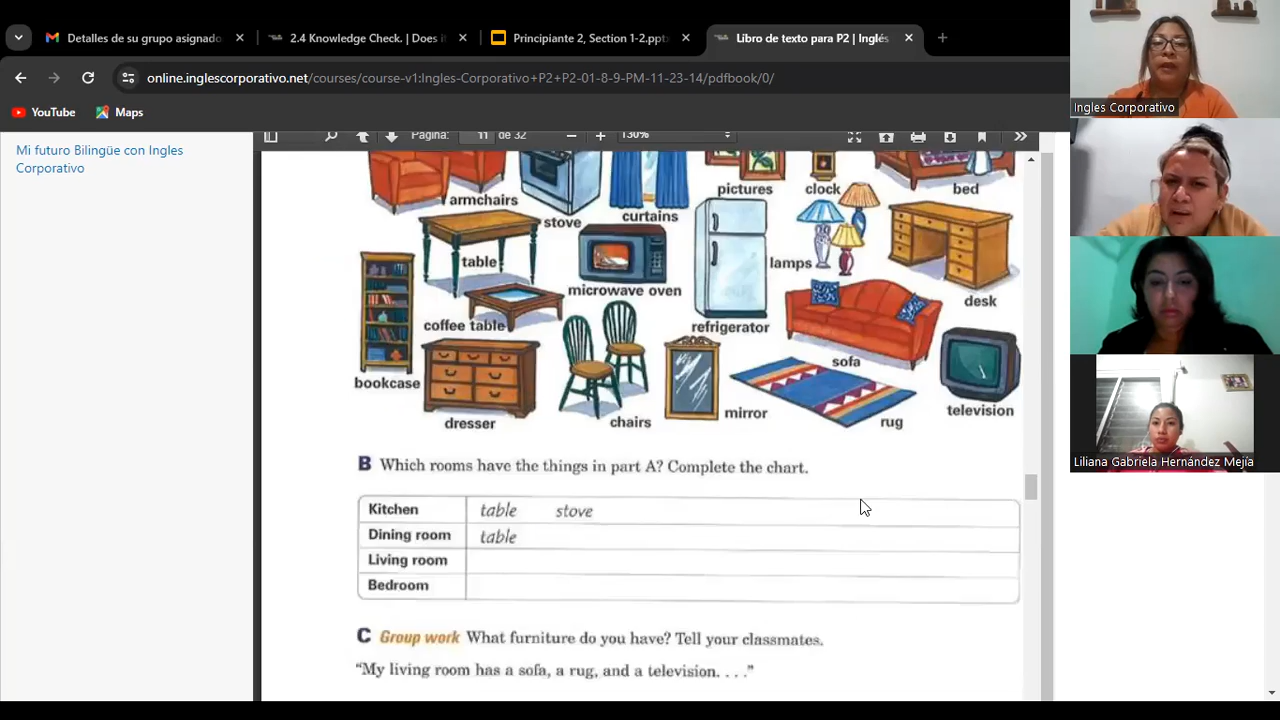 Detalles de su grupo asignado
2.4 Knowledge Check. | Does i
Principiante 2, Section 1-2.ppt
Libro de texto para P2 | Inglés
online.inglescorporativo.net/courses/course-v1:Ingles-Corporativo+P2+P2-01-8-9-PM-11-23-14/pdfbook/0/
YouTube
Maps
Mi futuro Bilingüe con Ingles
Corporativo
Página:
11
de 32
130%
armchairs
stove
curtains
pictures
clock
bed
table
microwave oven
refrigerator
lamps
desk
coffee table
sofa
bookcase
dresser
chairs
mirror
rug
television
B Which rooms have the things in part A? Complete the chart.
Kitchen table stove
Dining room table
Living room
Bedroom
C Group work What furniture do you have? Tell your classmates.
“My living room has a sofa, a rug, and a television. . . .”
Ingles Corporativo
Liliana Gabriela Hernández Mejía